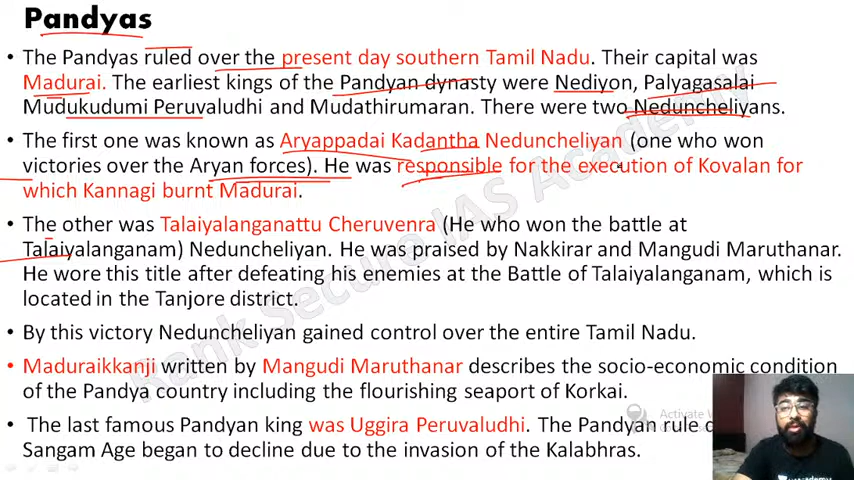 Pandyas
• The Pandyas ruled over the present day southern Tamil Nadu. Their capital was
Madurai. The earliest kings of the Pandyan dynasty were Nediyon, Palyagasalai
Mudukudumi Peruvaludhi and Mudathirumaran. There were two Neduncheliyans.
• The first one was known as Aryappadai Kadantha Neduncheliyan (one who won
victories over the Aryan forces). He was responsible for the execution of Kovalan for
which Kannagi burnt Madurai.
• The other was Talaiyalanganattu Cheruvenra (He who won the battle at
Talaiyalanganam) Neduncheliyan. He was praised by Nakkirar and Mangudi Maruthanar.
He wore this title after defeating his enemies at the Battle of Talaiyalanganam, which is
located in the Tanjore district.
• By this victory Neduncheliyan gained control over the entire Tamil Nadu.
• Maduraikkanji written by Mangudi Maruthanar describes the socio-economic condition
of the Pandya country including the flourishing seaport of Korkai.
• The last famous Pandyan king was Uggira Peruvaludhi. The Pandyan rule
Sangam Age began to decline due to the invasion of the Kalabhras.
Rank Secure IAS Academy
Activate